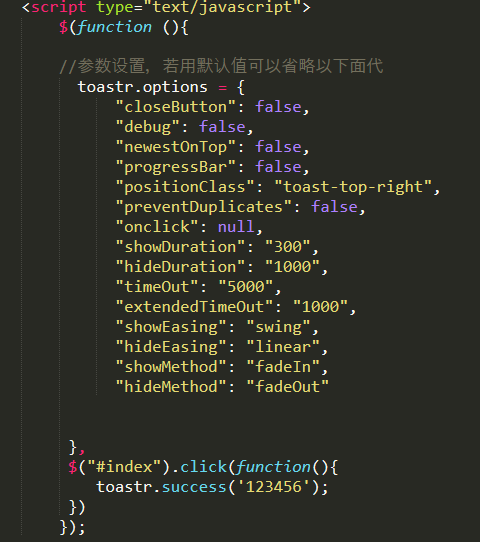 <script type="text/javascript">
$(function (){
//参数设置，若用默认值可以省略以下面代
toastr.options = {
"closeButton": false,
"debug": false,
"newestOnTop": false,
"progressBar": false,
"positionClass": "toast-top-right",
"preventDuplicates": false,
"onclick": null,
"showDuration": "300",
"hideDuration": "1000",
"timeOut": "5000",
"extendedTimeOut": "1000",
"showEasing": "swing",
"hideEasing": "linear",
"showMethod": "fadeIn",
"hideMethod": "fadeOut"
},
$("#index").click(function(){
toastr.success('123456');
})
});